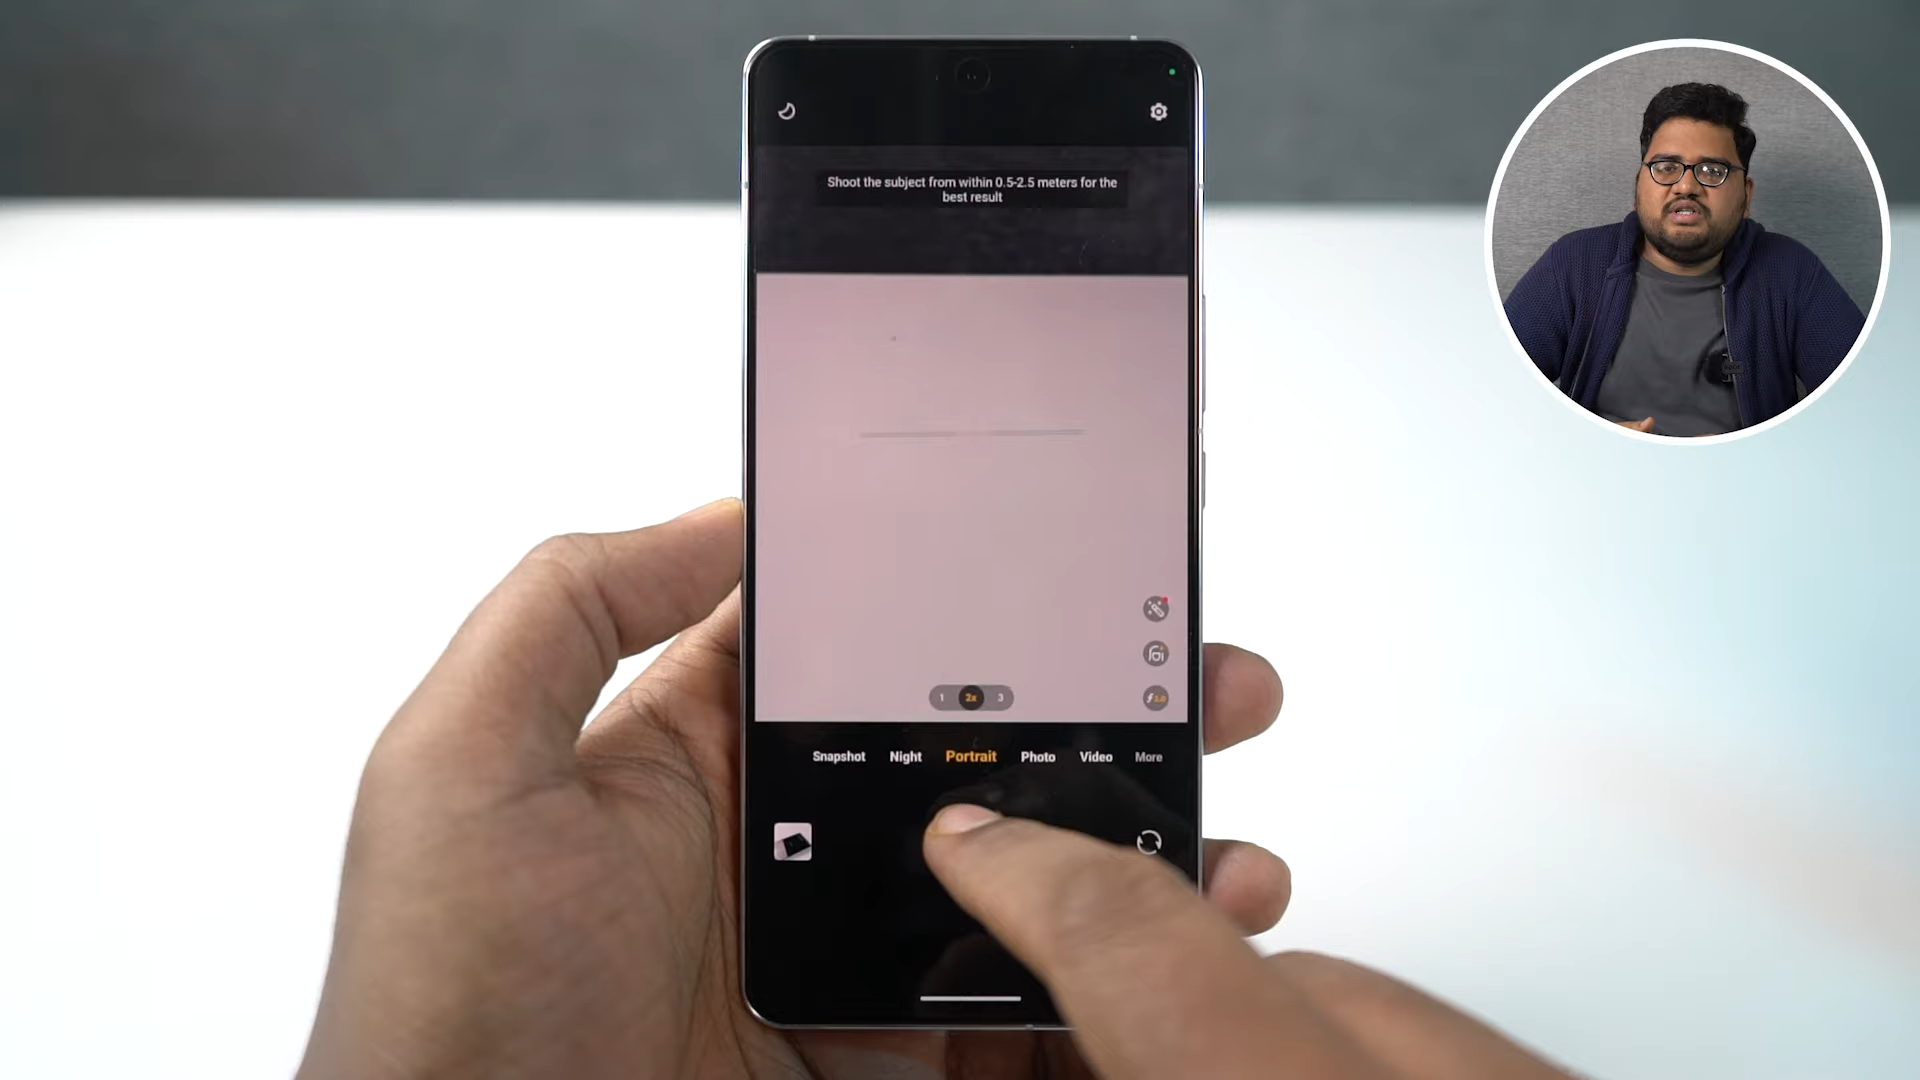 Shoot the subject from within 0.5-2.5 meters for the
best result
1 2x 3
Snapshot Night Portrait Photo Video More